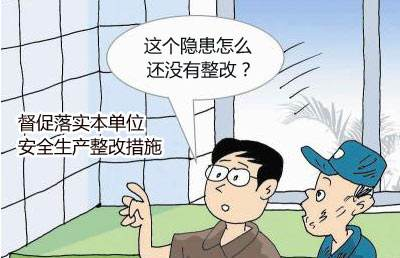 这个隐患怎么
还没有整改？
督促落实本单位
安全生产整改措施